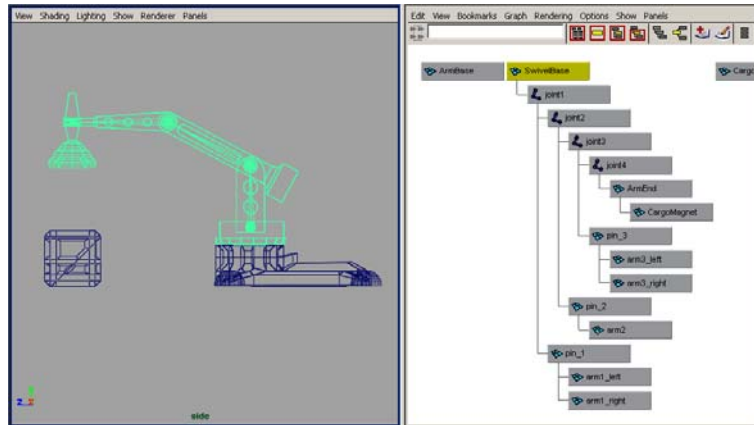 View Shading Lighting Show Renderer Panels
side
Edit View Bookmarks Graph Rendering Options Show Panels
ArmBase SwivelBase Cargo
joint1
joint2
joint3
joint4
ArmEnd
CargoMagnet
pin_3
arm3_left
arm3_right
pin_2
arm2
pin_1
arm1_left
arm1_right